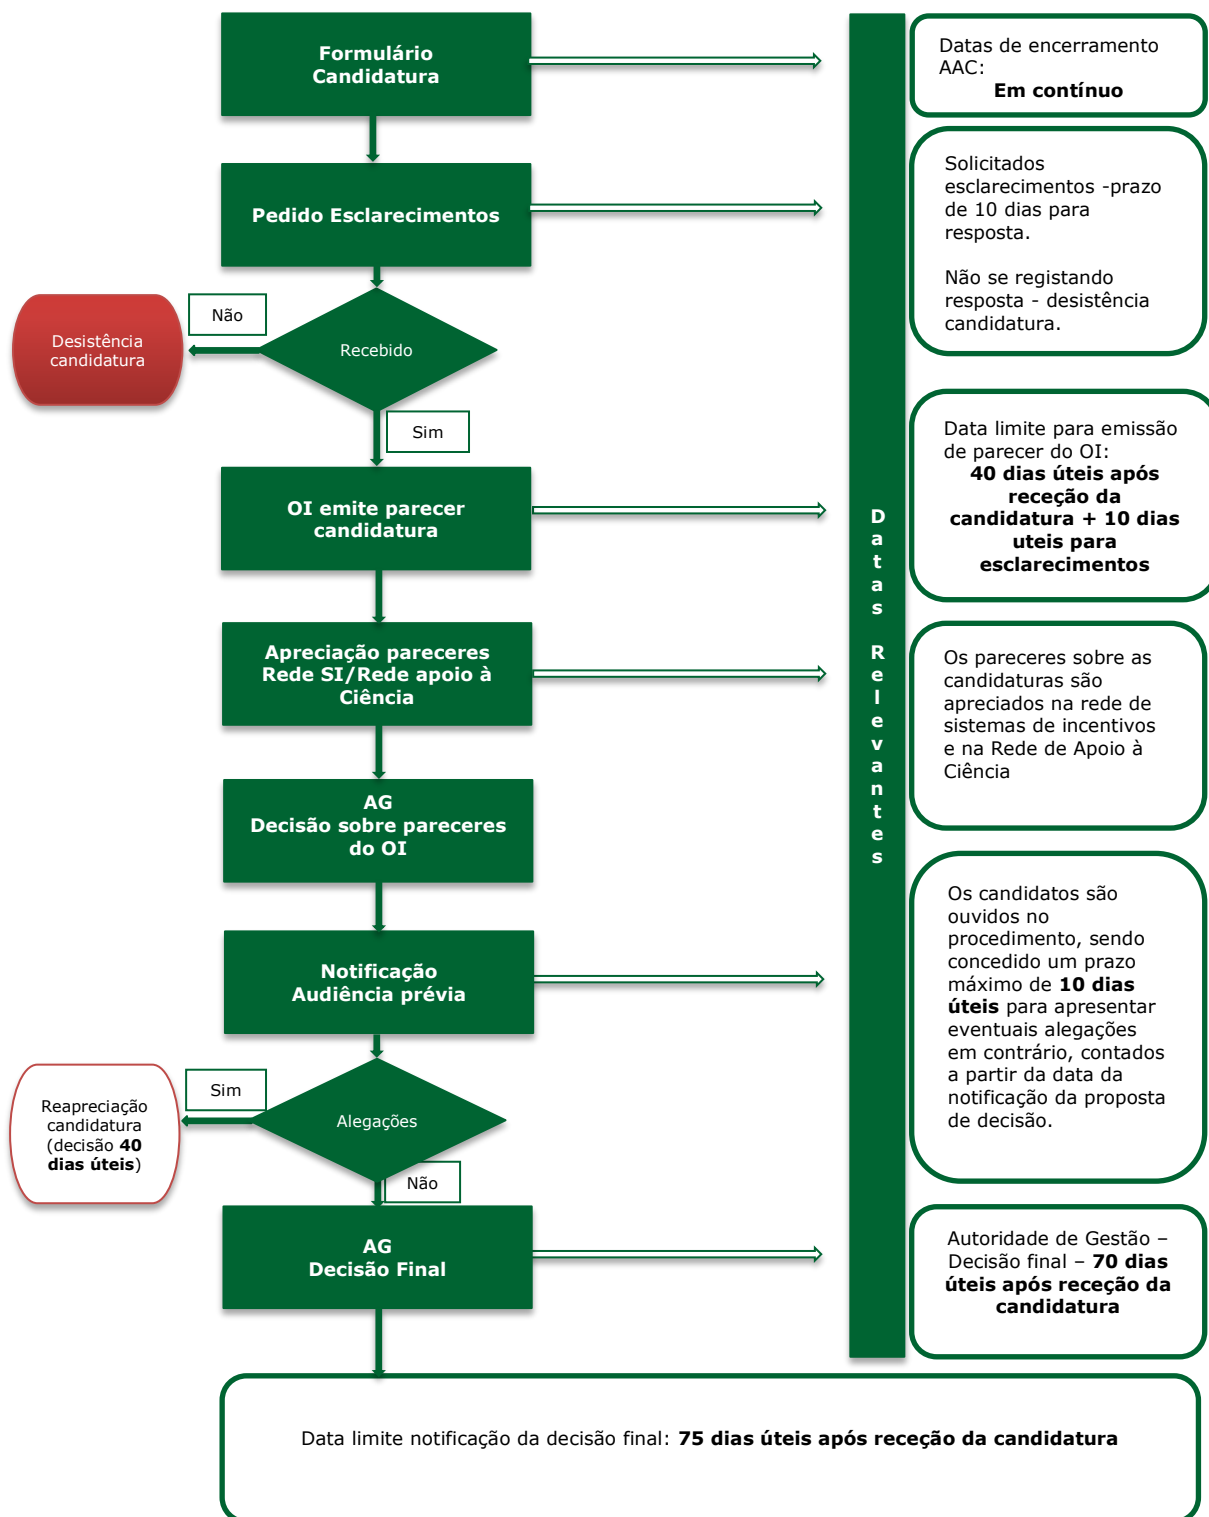 Formulário
Candidatura
Datas de encerramento
AAC:
Em contínuo
Pedido Esclarecimentos
Solicitados
esclarecimentos -prazo
de 10 dias para
resposta.
Não se registando
resposta - desistência
candidatura.
Não
Desistência
candidatura
Recebido
Sim
OI emite parecer
candidatura
Data limite para emissão
de parecer do OI:
40 dias úteis após
receção da
candidatura + 10 dias
uteis para
esclarecimentos
D
a
t
a
s
R
e
l
e
v
a
n
t
e
s
Apreciação pareceres
Rede SI/Rede apoio à
Ciência
Os pareceres sobre as
candidaturas são
apreciados na rede de
sistemas de incentivos
e na Rede de Apoio à
Ciência
AG
Decisão sobre pareceres
do OI
Notificação
Audiência prévia
Os candidatos são
ouvidos no
procedimento, sendo
concedido um prazo
máximo de 10 dias
úteis para apresentar
eventuais alegações
em contrário, contados
a partir da data da
notificação da proposta
de decisão.
Sim
Reapreciação
candidatura
(decisão 40
dias úteis)
Alegações
Não
AG
Decisão Final
Autoridade de Gestão –
Decisão final – 70 dias
úteis após receção da
candidatura
Data limite notificação da decisão final: 75 dias úteis após receção da candidatura